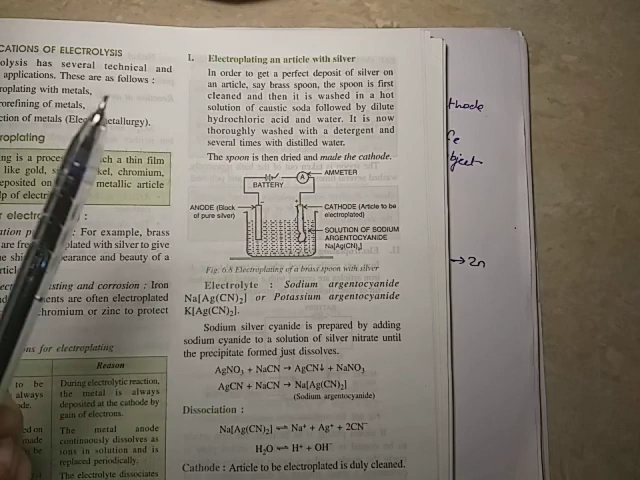 CATIONS OF ELECTROLYSIS
olysis has several technical and
applications. These are as follows :
roplating with metals,
rorefining of metals,
ction of metals (Elec etallurgy).
roplating
ng is a proce ch a thin film
like gold, s kel, chromium,
eposited on metallic article
lp of electri
r electro :
ation p : For example, brass
are fre plated with silver to give
e shi earance and beauty of a
rticl
ecor sting and corrosion : Iron
nd ents are often electroplated
chromium or zinc to protect
ons for electroplating
Reason
to be During electrolytic reaction,
always the metal is always
ode. deposited at the cathode by
gain of electrons.
ed on The metal anode
made continuously dissolves as
be ions in solution and is
replaced periodically.
The electrolyte dissociates
I. Electroplating an article with silver
In order to get a perfect deposit of silver on
an article, say brass spoon, the spoon is first
cleaned and then it is washed in a hot
solution of caustic soda followed by dilute
hydrochloric acid and water. It is now
thoroughly washed with a detergent and
several times with distilled water.
The spoon is then dried and made the cathode.
AMMETER
A
BATTERY
ANODE (Block
of pure silver)
CATHODE (Article to be
electroplated)
SOLUTION OF SODIUM
ARGENTOCYANIDE
Na[Ag(CN)₂]
Fig. 6.8 Electroplating of a brass spoon with silver
Electrolyte : Sodium argentocyanide
Na[Ag(CN)₂] or Potassium argentocyanide
K[Ag(CN)₂].
Sodium silver cyanide is prepared by adding
sodium cyanide to a solution of silver nitrate until
the precipitate formed just dissolves.
AgNO₃ + NaCN → AgCN↓ + NaNO₃
AgCN + NaCN → Na[Ag(CN)₂]
(Sodium argentocyanide)
Dissociation :
Na[Ag(CN)₂] ⇌ Na⁺ + Ag⁺ + 2CN⁻
H₂O ⇌ H⁺ + OH⁻
Cathode : Article to be electroplated is duly cleaned.
thode
bject
→ Zn